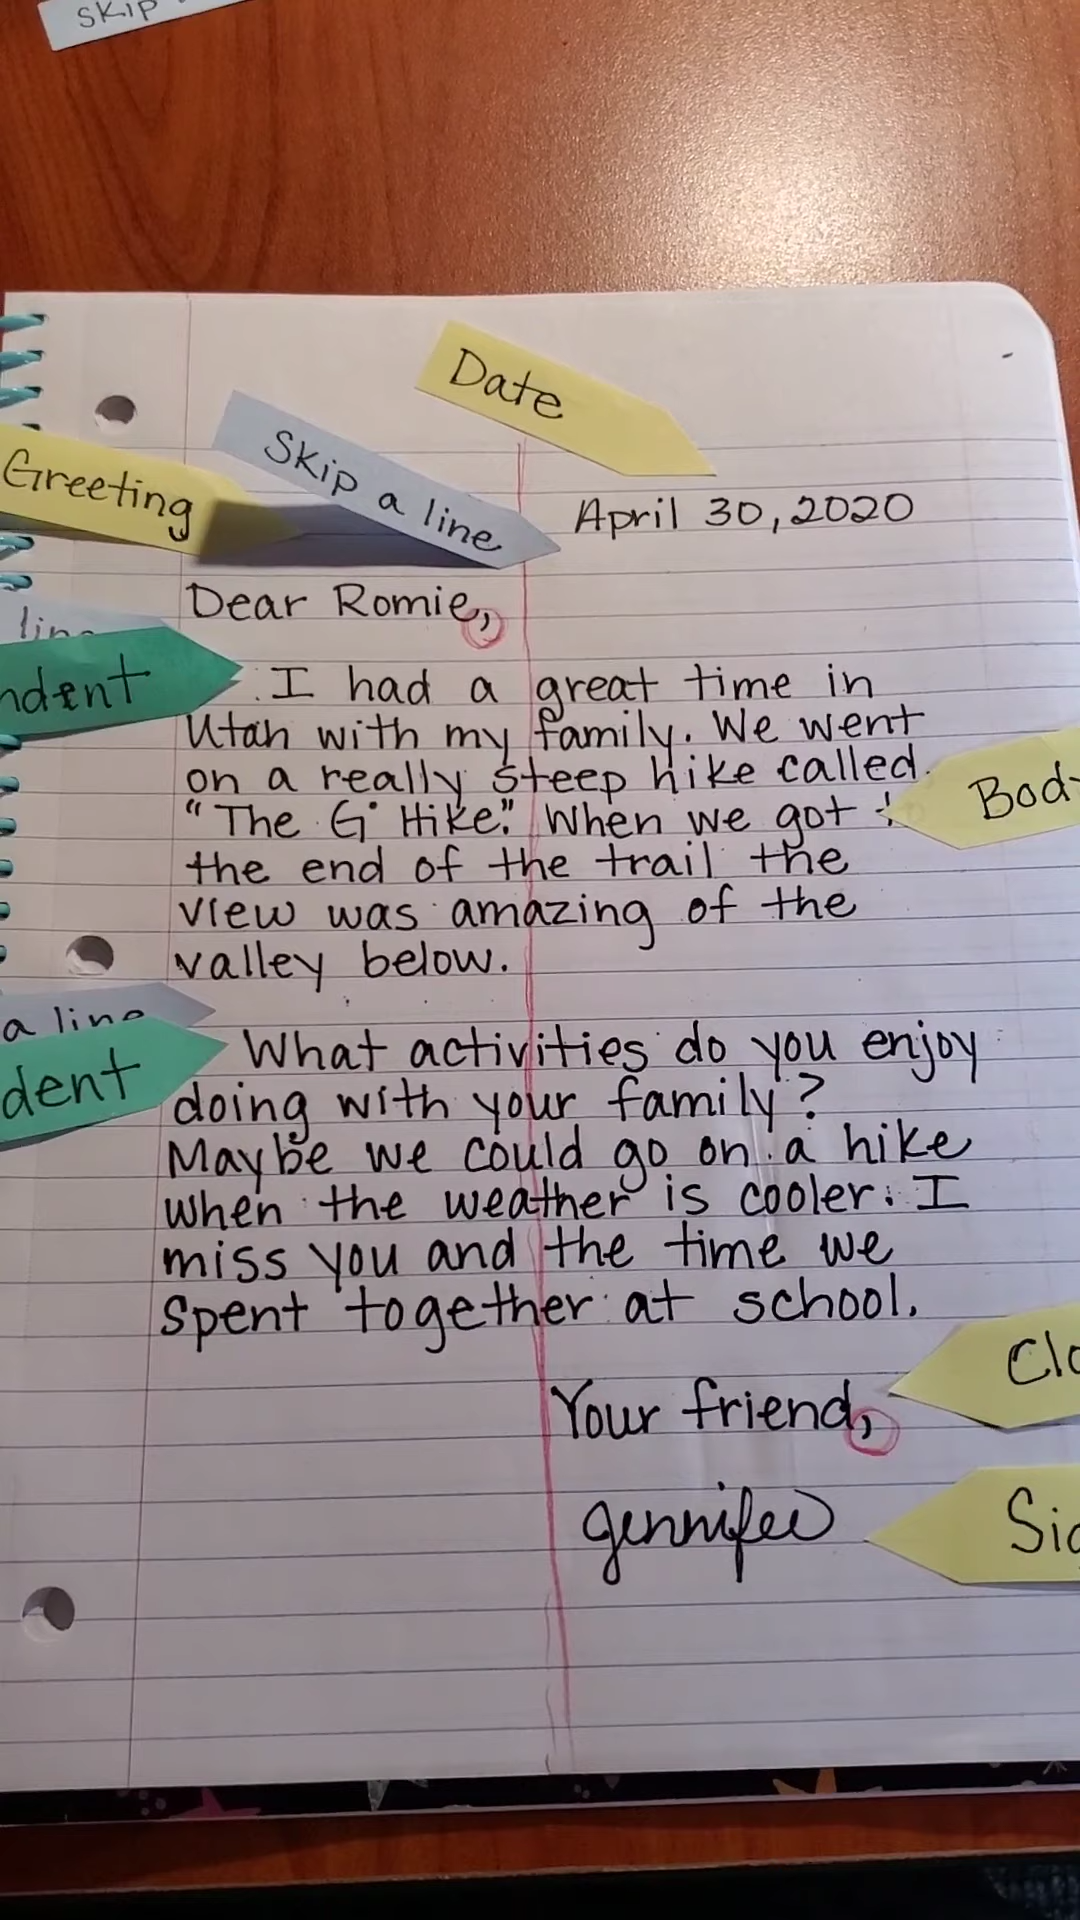 SKIP
Date
Skip a line
Greeting
April 30, 2020
Dear Romie,
line
ndent
I had a great time in
Utah with my family. We went
on a really steep hike called
"The G Hike." When we got
Body
the end of the trail the
view was amazing of the
valley below.
a line
dent
What activities do you enjoy
doing with your family?
Maybe we could go on a hike
when the weather is cooler. I
miss you and the time we
spent together at school.
Clo
Your friend,
Jennifer
Sig